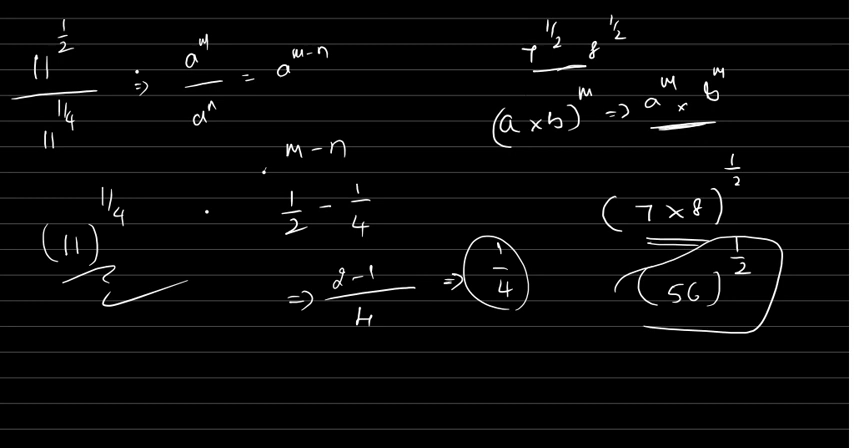 11^{1/2} / 11^{1/4} ⇒ a^m / a^n = a^{m-n}
m - n
1/2 - 1/4
(11)^{1/4}
⇒ 2-1 / 4 ⇒ 1/4
7^{1/2} 8^{1/2}
(a × b)^m ⇒ a^m × b^m
(7 × 8)^{1/2}
(56)^{1/2}